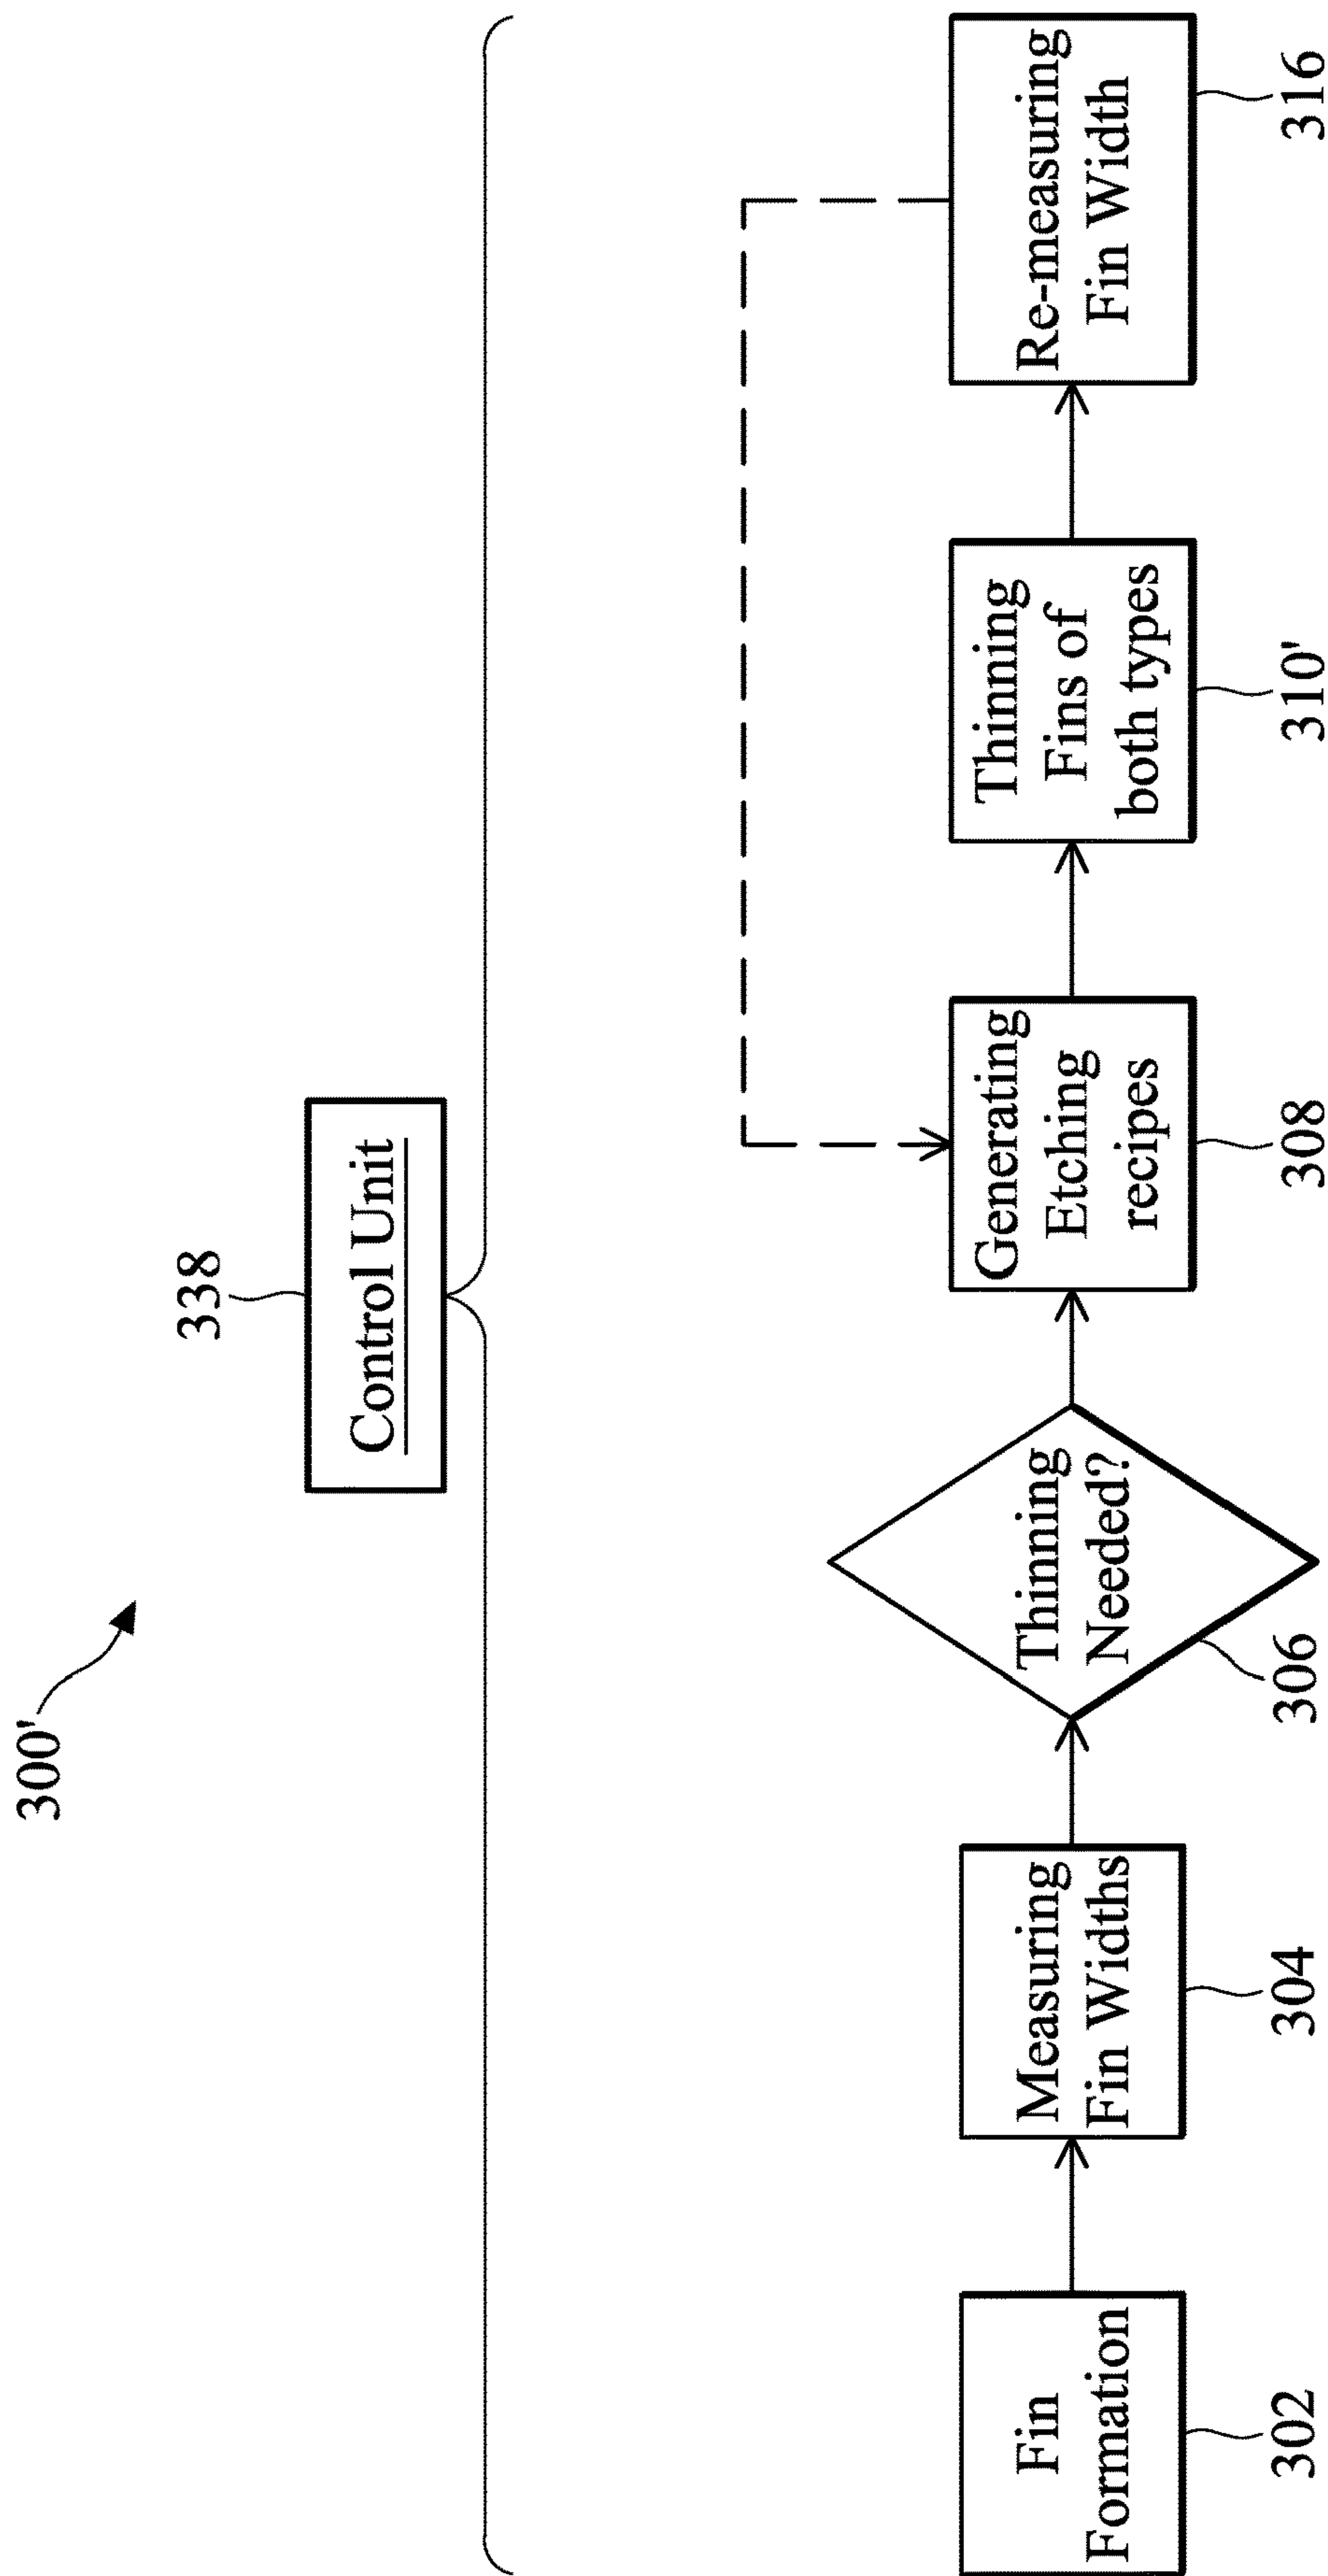 300'
338
Control Unit
Fin
Formation
302
Measuring
Fin Widths
304
Thinning
Needed?
306
Generating
Etching
recipes
308
Thinning
Fins of
both types
310'
Re-measuring
Fin Width
316